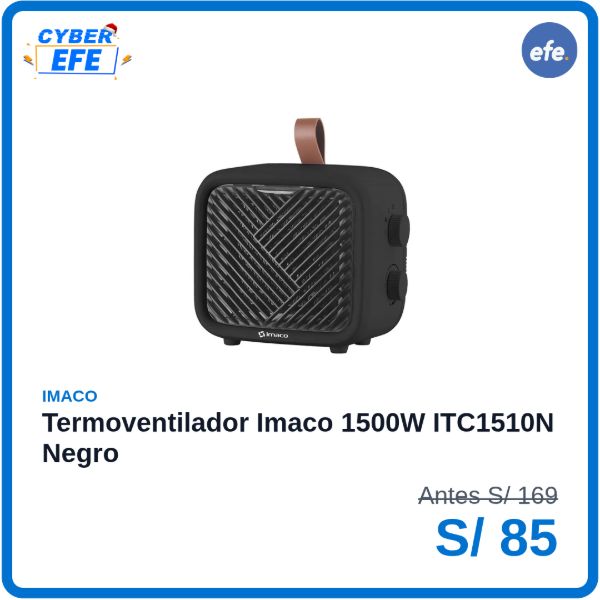 CYBER
EFE
efe.
imaco
IMACO
Termoventilador Imaco 1500W ITC1510N
Negro
Antes S/ 169
S/ 85